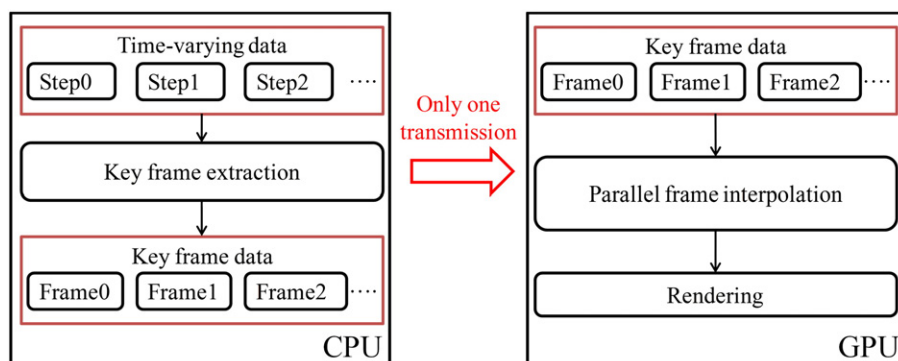 Time-varying data
Step0 Step1 Step2 ....
Key frame extraction
Key frame data
Frame0 Frame1 Frame2 ....
CPU
Only one
transmission
Key frame data
Frame0 Frame1 Frame2 ....
Parallel frame interpolation
Rendering
GPU